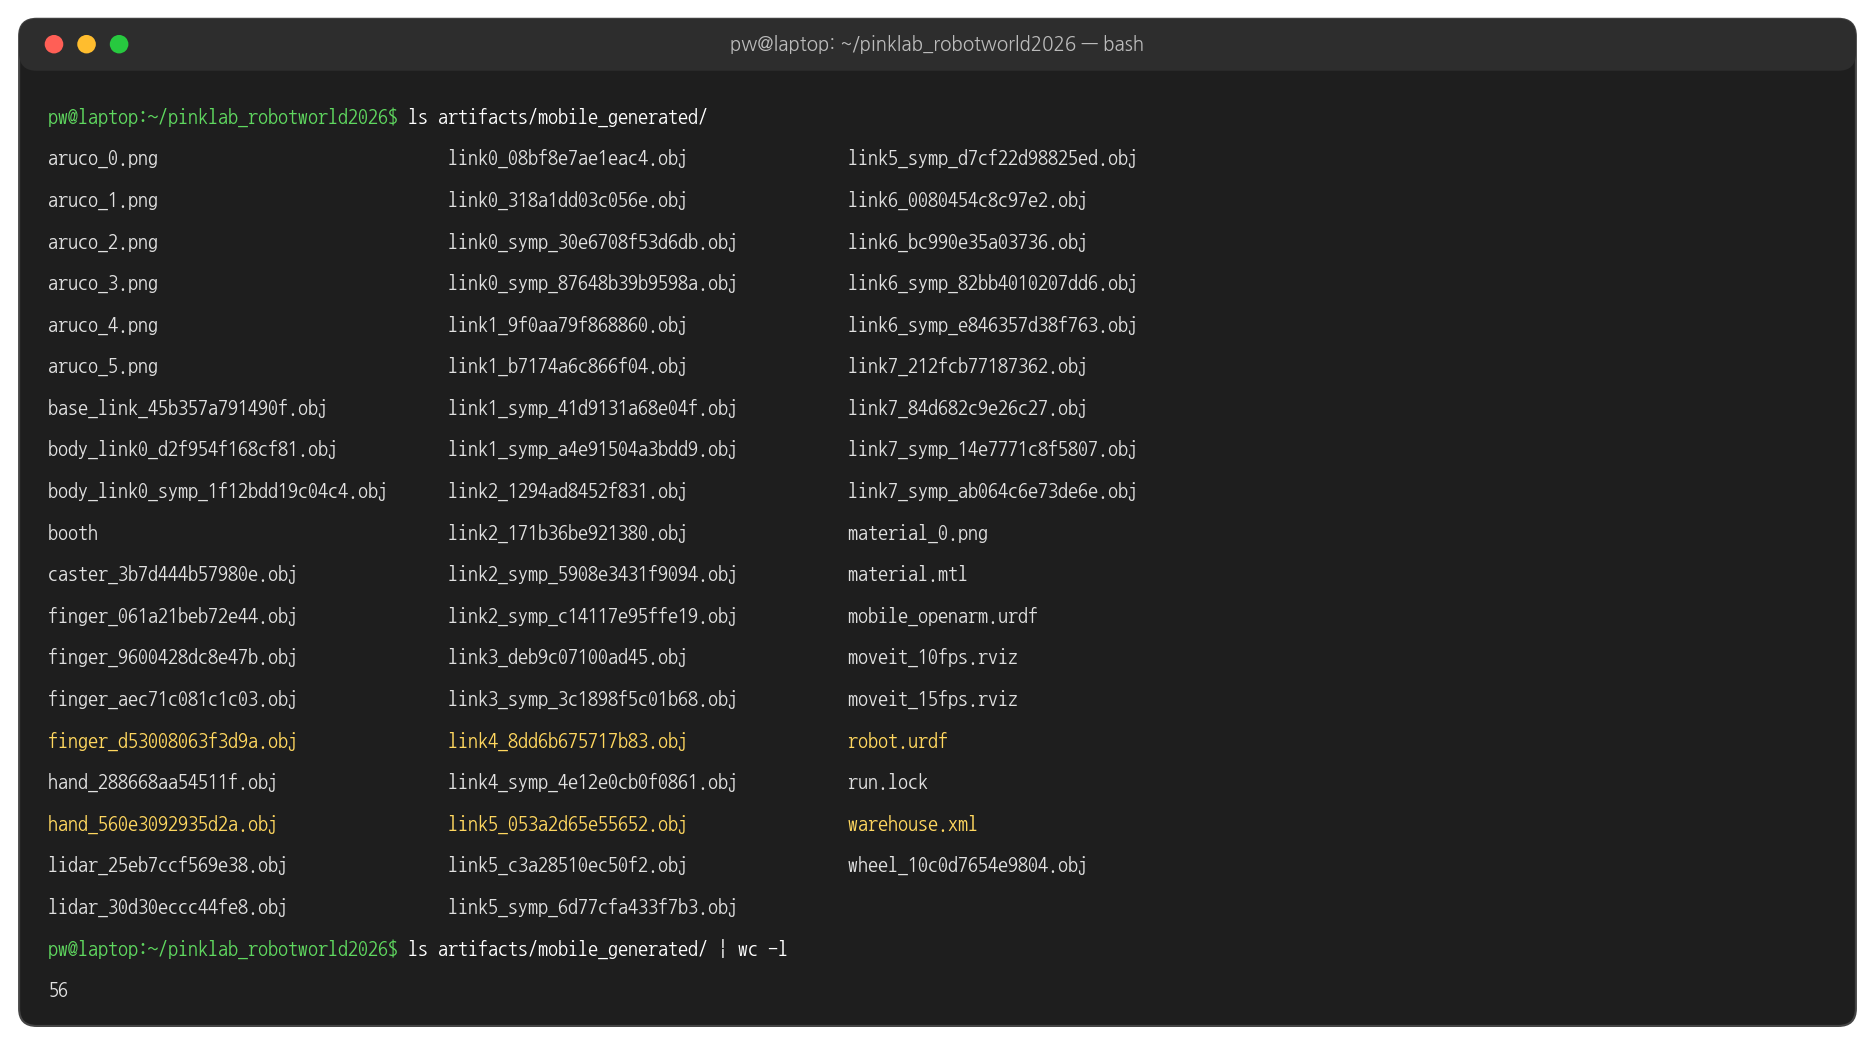 pw@laptop: ~/pinklab_robotworld2026 — bash
pw@laptop:~/pinklab_robotworld2026$ ls artifacts/mobile_generated/
aruco_0.png link0_08bf8e7ae1eac4.obj link5_symp_d7cf22d98825ed.obj
aruco_1.png link0_318a1dd03c056e.obj link6_0080454c8c97e2.obj
aruco_2.png link0_symp_30e6708f53d6db.obj link6_bc990e35a03736.obj
aruco_3.png link0_symp_87648b39b9598a.obj link6_symp_82bb4010207dd6.obj
aruco_4.png link1_9f0aa79f868860.obj link6_symp_e846357d38f763.obj
aruco_5.png link1_b7174a6c866f04.obj link7_212fcb77187362.obj
base_link_45b357a791490f.obj link1_symp_41d9131a68e04f.obj link7_84d682c9e26c27.obj
body_link0_d2f954f168cf81.obj link1_symp_a4e91504a3bdd9.obj link7_symp_14e7771c8f5807.obj
body_link0_symp_1f12bdd19c04c4.obj link2_1294ad8452f831.obj link7_symp_ab064c6e73de6e.obj
booth link2_171b36be921380.obj material_0.png
caster_3b7d444b57980e.obj link2_symp_5908e3431f9094.obj material.mtl
finger_061a21beb72e44.obj link2_symp_c14117e95ffe19.obj mobile_openarm.urdf
finger_9600428dc8e47b.obj link3_deb9c07100ad45.obj moveit_10fps.rviz
finger_aec71c081c1c03.obj link3_symp_3c1898f5c01b68.obj moveit_15fps.rviz
finger_d53008063f3d9a.obj link4_8dd6b675717b83.obj robot.urdf
hand_288668aa54511f.obj link4_symp_4e12e0cb0f0861.obj run.lock
hand_560e3092935d2a.obj link5_053a2d65e55652.obj warehouse.xml
lidar_25eb7ccf569e38.obj link5_c3a28510ec50f2.obj wheel_10c0d7654e9804.obj
lidar_30d30eccc44fe8.obj link5_symp_6d77cfa433f7b3.obj
pw@laptop:~/pinklab_robotworld2026$ ls artifacts/mobile_generated/ | wc -l
56